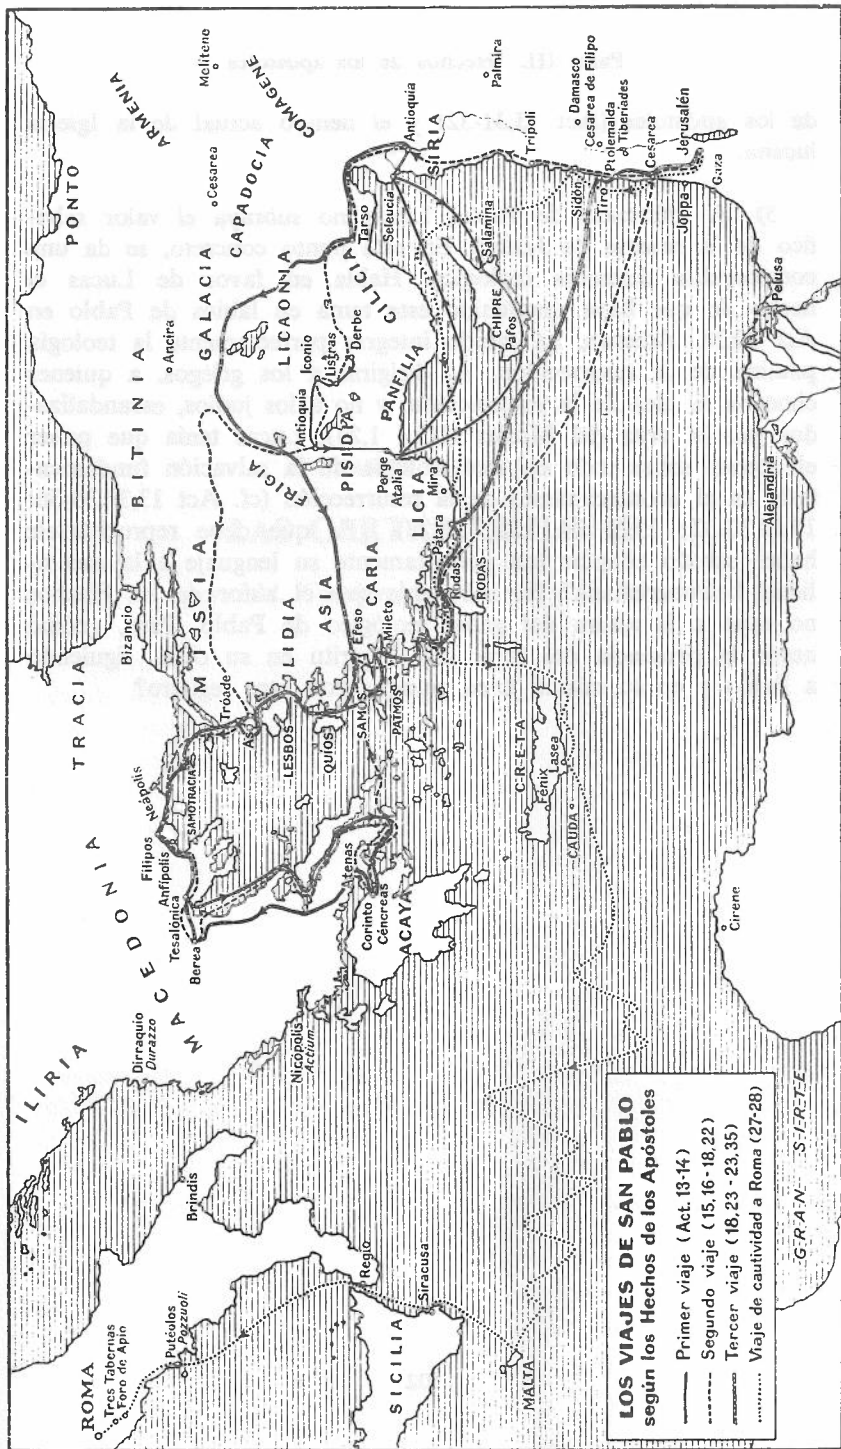 PONTO
ARMENIA
Meliteno
COMAGENE
Cesarea
CAPADOCIA
BITINIA
Ancyra
GAACIA
LICAONIA
Iconio
Listras
Derbe
CILICIA
Tarso
Antioquía
Seleucia
SIRIA
Palmira
Trípoli
Damasco
Cesarea de Filipo
Ptolemaida
Tiberíades
Cesarea
Jerusalén
Gaza
Joppa
Tiro
Sidón
Salamina
CHIPRE
Pafos
Antioquía
PISIDIA
FRIGIA
PANFILIA
Perge
Atalia
Mira
LICIA
Pátara
Rodas
RODAS
Pelusa
Alejandría
TRACIA
Bizancio
MISIA
Tróade
Aso
LIDIA
ASIA
CARIA
Efeso
Mileto
LESBOS
QUIOS
SAMOS
PATMOS
SAMOTRACIA
Neápolis
Filipos
Anfípolis
MACEDONIA
Tesalónica
Berea
Atenas
Corinto
Céncreas
ACAYA
CRETA
Fénix
Lasea
CAUDA
Cirene
ILIRIA
Dirraquio
Durazzo
Nicópolis
Actium
Brindis
ROMA
Tres Tabernas
Foro de Apio
Putéolos
Pozzuoli
Regio
SICILIA
Siracusa
MALTA
GRAN SIRTE
LOS VIAJES DE SAN PABLO
según los Hechos de los Apóstoles
Primer viaje (Act. 13-14)
Segundo viaje (15,16-18,22)
Tercer viaje (18,23 - 23,35)
Viaje de cautividad a Roma (27-28)